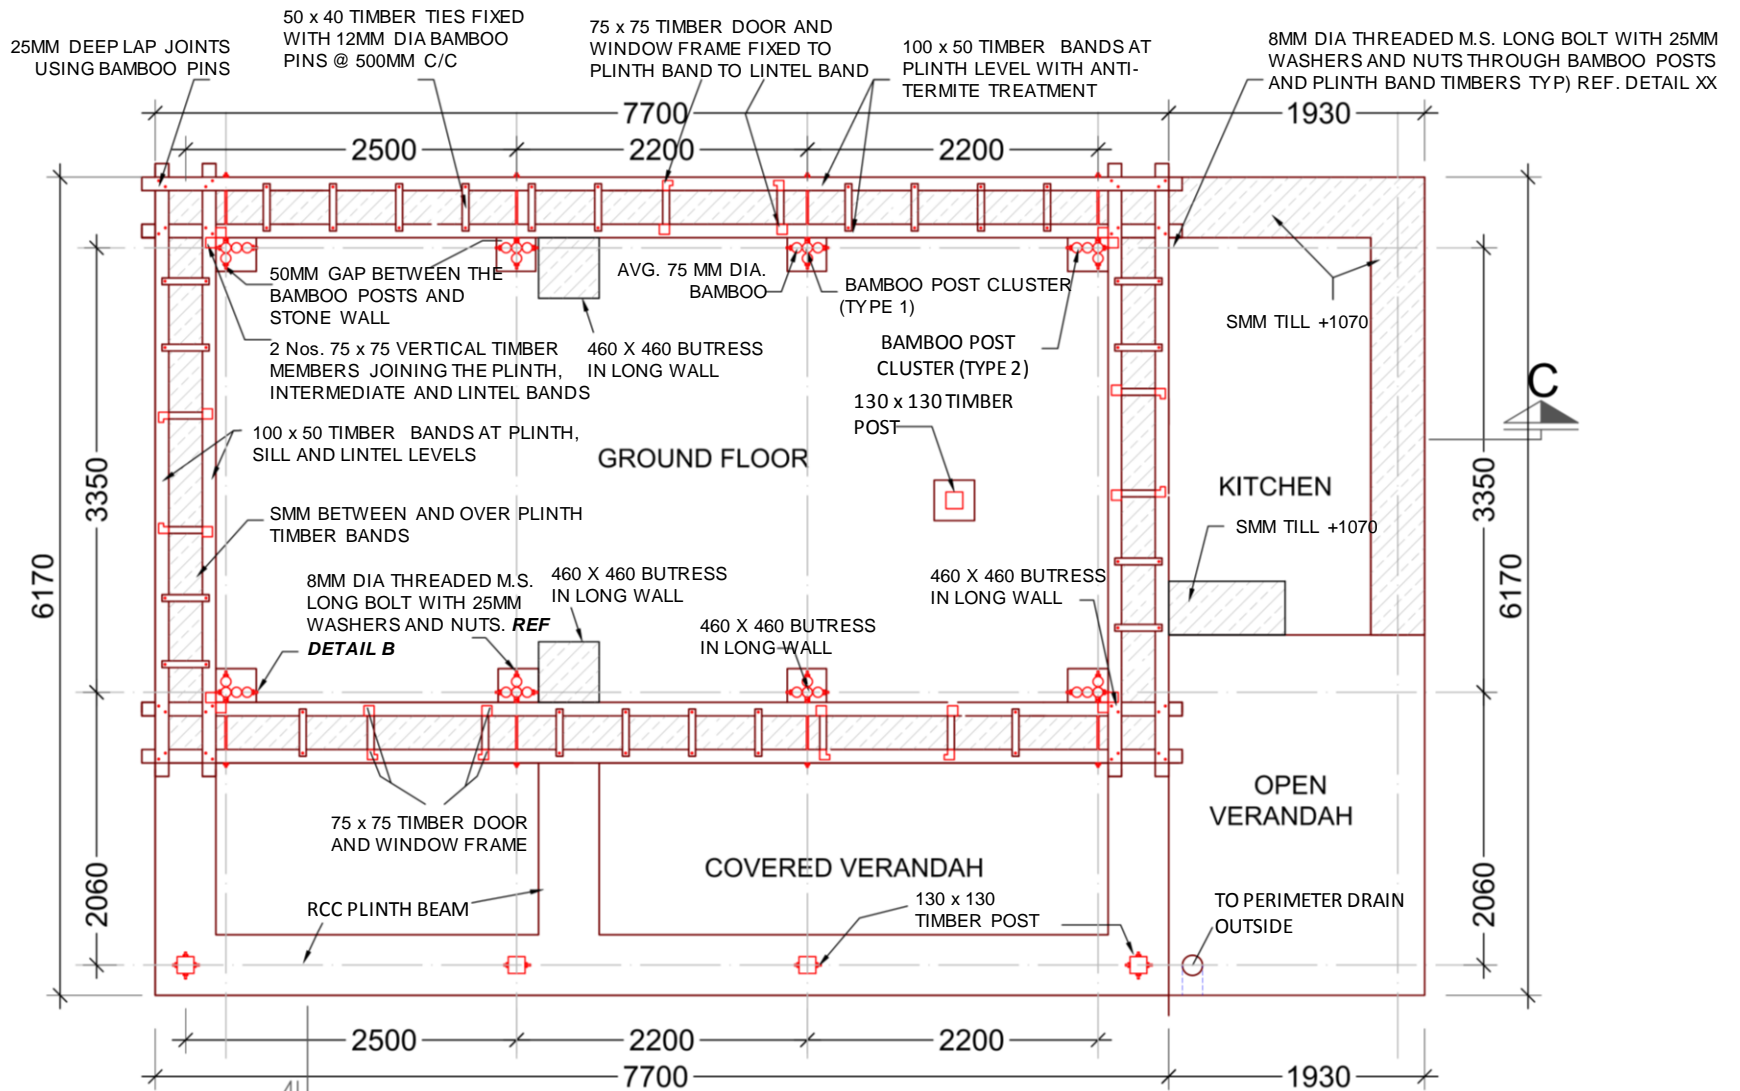 50 x 40 TIMBER TIES FIXED
WITH 12MM DIA BAMBOO
PINS @ 500MM C/C
25MM DEEP LAP JOINTS
USING BAMBOO PINS
75 x 75 TIMBER DOOR AND
WINDOW FRAME FIXED TO
PLINTH BAND TO LINTEL BAND
100 x 50 TIMBER BANDS AT
PLINTH LEVEL WITH ANTI-
TERMITE TREATMENT
8MM DIA THREADED M.S. LONG BOLT WITH 25MM
WASHERS AND NUTS THROUGH BAMBOO POSTS
AND PLINTH BAND TIMBERS TYP) REF. DETAIL XX
7700
1930
2500
2200
2200
50MM GAP BETWEEN THE
BAMBOO POSTS AND
STONE WALL
AVG. 75 MM DIA.
BAMBOO
BAMBOO POST CLUSTER
(TYPE 1)
SMM TILL +1070
2 Nos. 75 x 75 VERTICAL TIMBER
MEMBERS JOINING THE PLINTH,
INTERMEDIATE AND LINTEL BANDS
460 X 460 BUTRESS
IN LONG WALL
BAMBOO POST
CLUSTER (TYPE 2)
C
130 x 130 TIMBER
POST
100 x 50 TIMBER BANDS AT PLINTH,
SILL AND LINTEL LEVELS
GROUND FLOOR
KITCHEN
3350
3350
SMM BETWEEN AND OVER PLINTH
TIMBER BANDS
SMM TILL +1070
6170
6170
8MM DIA THREADED M.S.
LONG BOLT WITH 25MM
WASHERS AND NUTS. REF
DETAIL B
460 X 460 BUTRESS
IN LONG WALL
460 X 460 BUTRESS
IN LONG WALL
460 X 460 BUTRESS
IN LONG WALL
75 x 75 TIMBER DOOR
AND WINDOW FRAME
OPEN
VERANDAH
COVERED VERANDAH
2060
2060
RCC PLINTH BEAM
130 x 130
TIMBER POST
TO PERIMETER DRAIN
OUTSIDE
2500
2200
2200
7700
1930